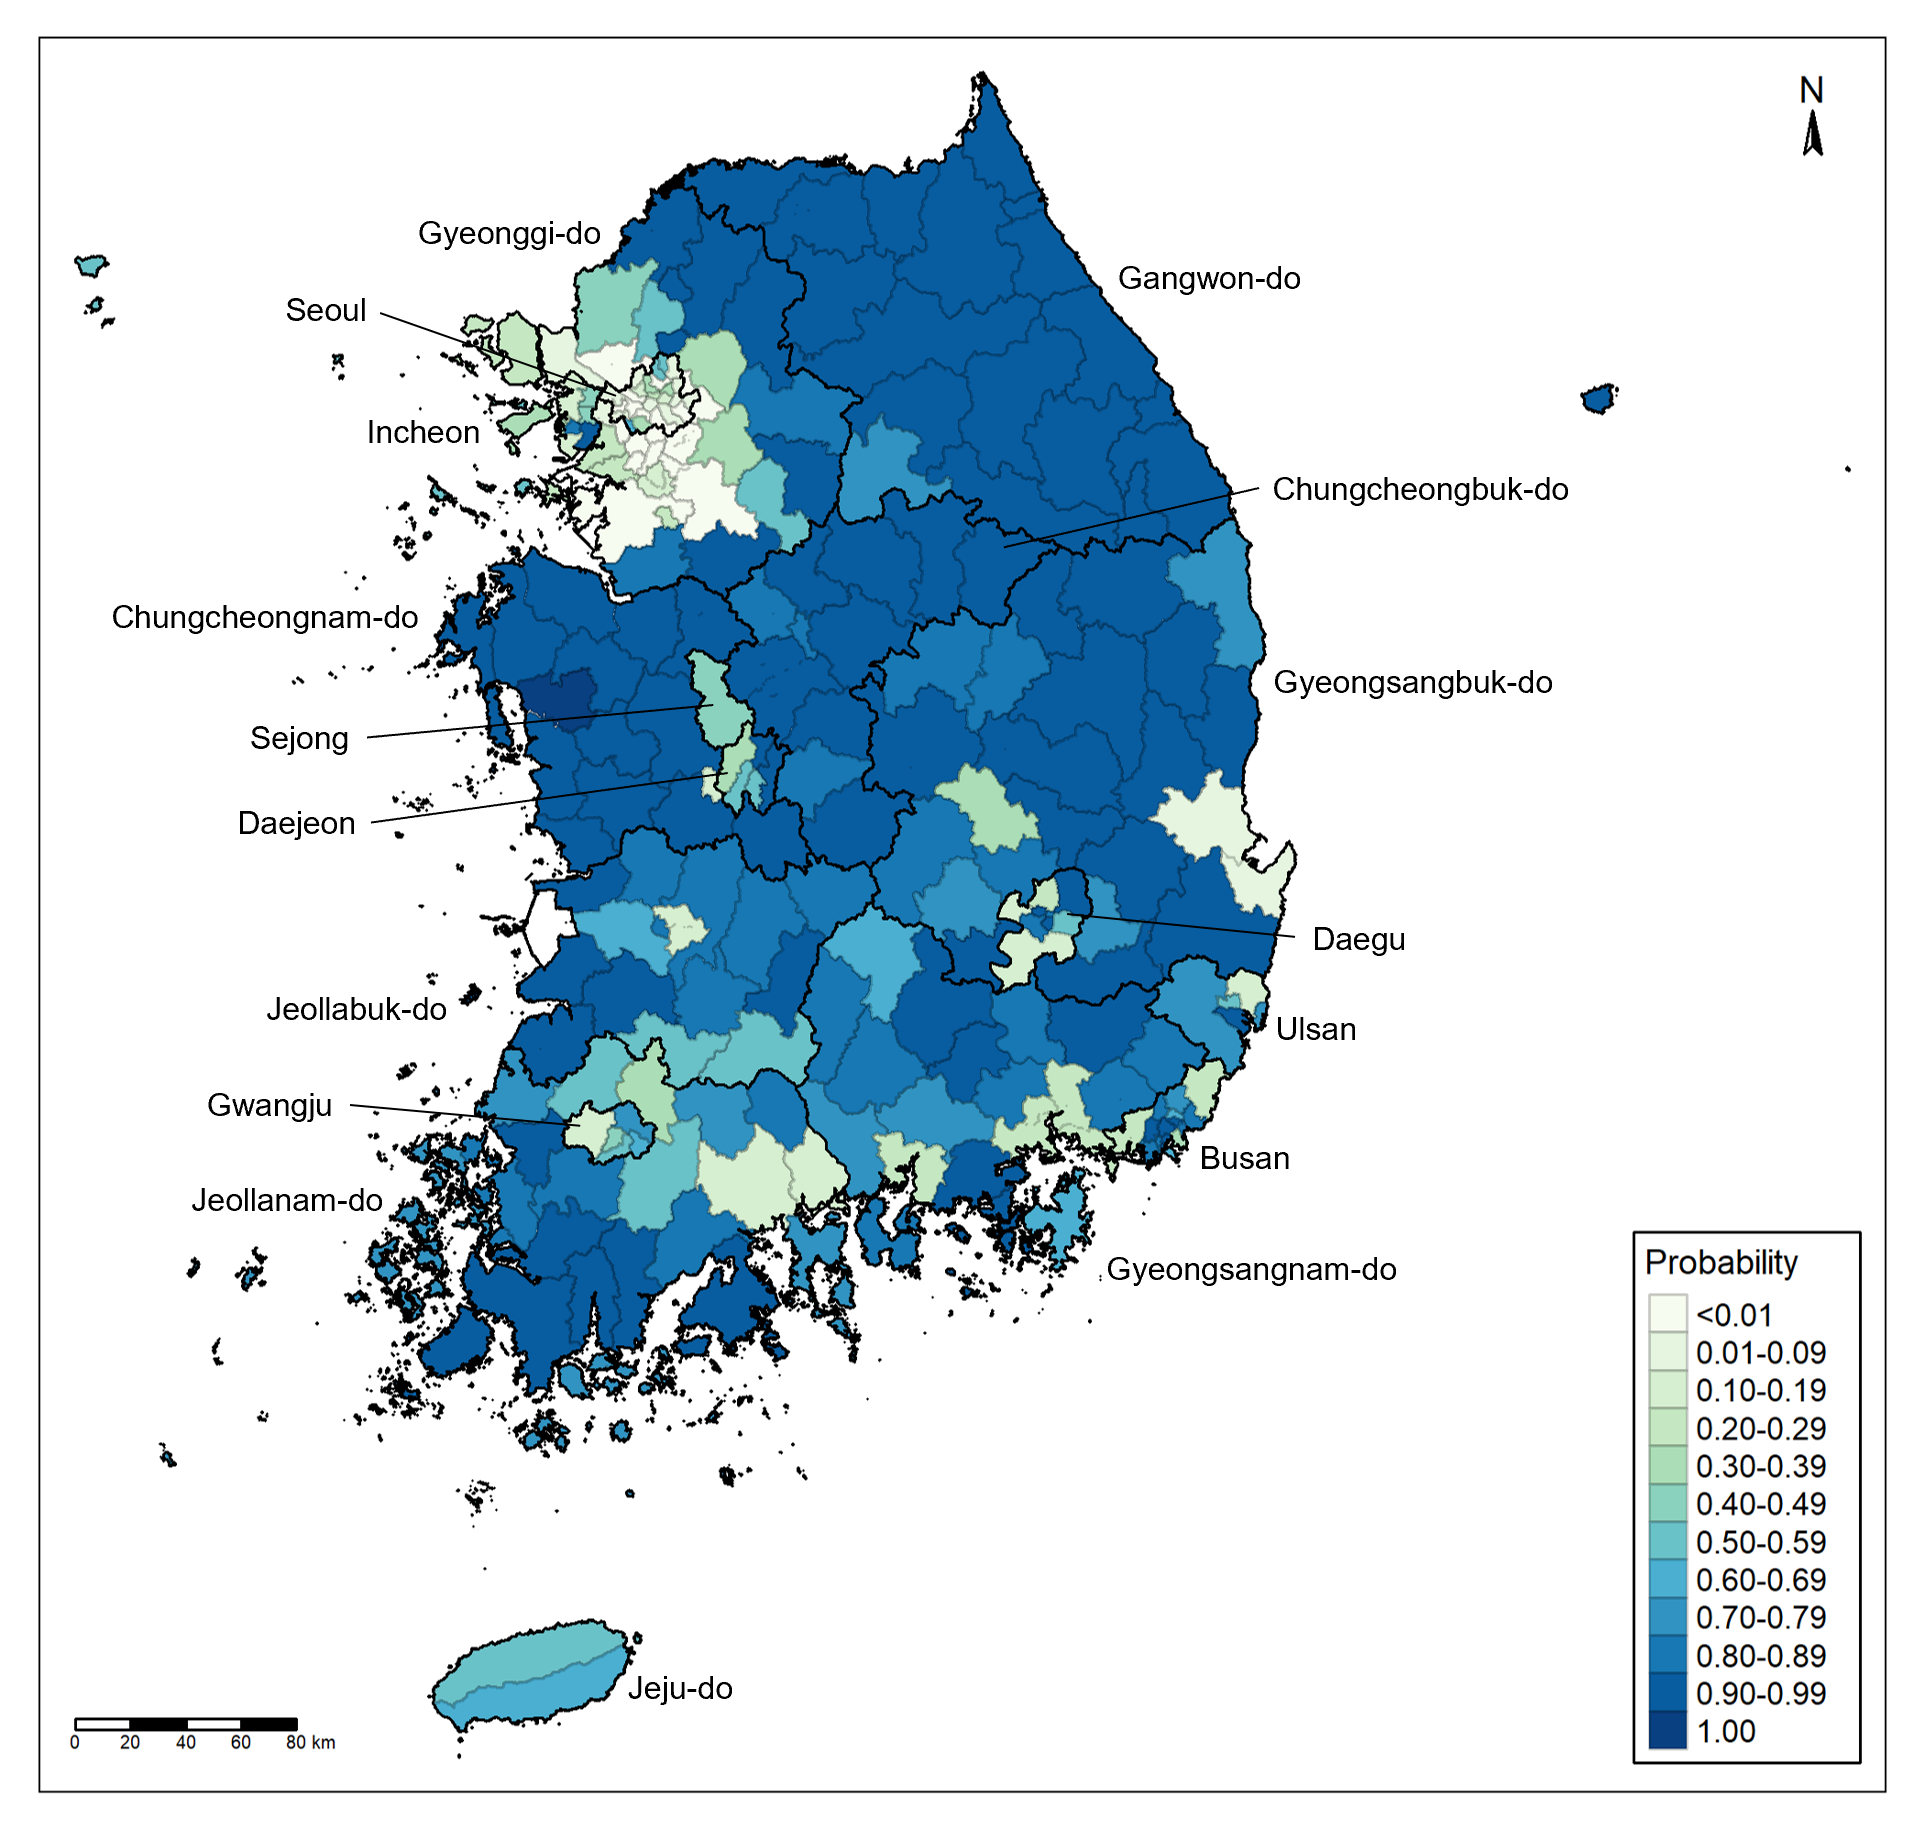 N
Gyeonggi-do
Gangwon-do
Seoul
Incheon
Chungcheongbuk-do
Chungcheongnam-do
Gyeongsangbuk-do
Sejong
Daejeon
Daegu
Jeollabuk-do
Ulsan
Gwangju
Busan
Jeollanam-do
Gyeongsangnam-do
Jeju-do
Probability
<0.01
0.01-0.09
0.10-0.19
0.20-0.29
0.30-0.39
0.40-0.49
0.50-0.59
0.60-0.69
0.70-0.79
0.80-0.89
0.90-0.99
1.00
0 20 40 60 80 km